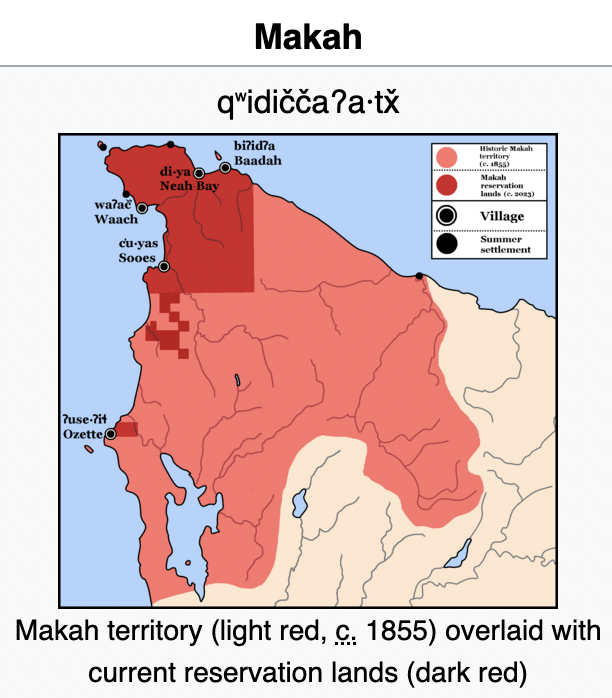 Makah
qʷidiččaʔa·tx̌
biʔidʔa
Baadah
di·ya
Neah Bay
waʔač̓
Waach
c̓u·yas
Sooes
ʔuse·ʔił
Ozette
Historic Makah
territory
(c. 1855)
Makah
reservation
lands (c. 2023)
Village
Summer
settlement
Makah territory (light red, c. 1855) overlaid with
current reservation lands (dark red)